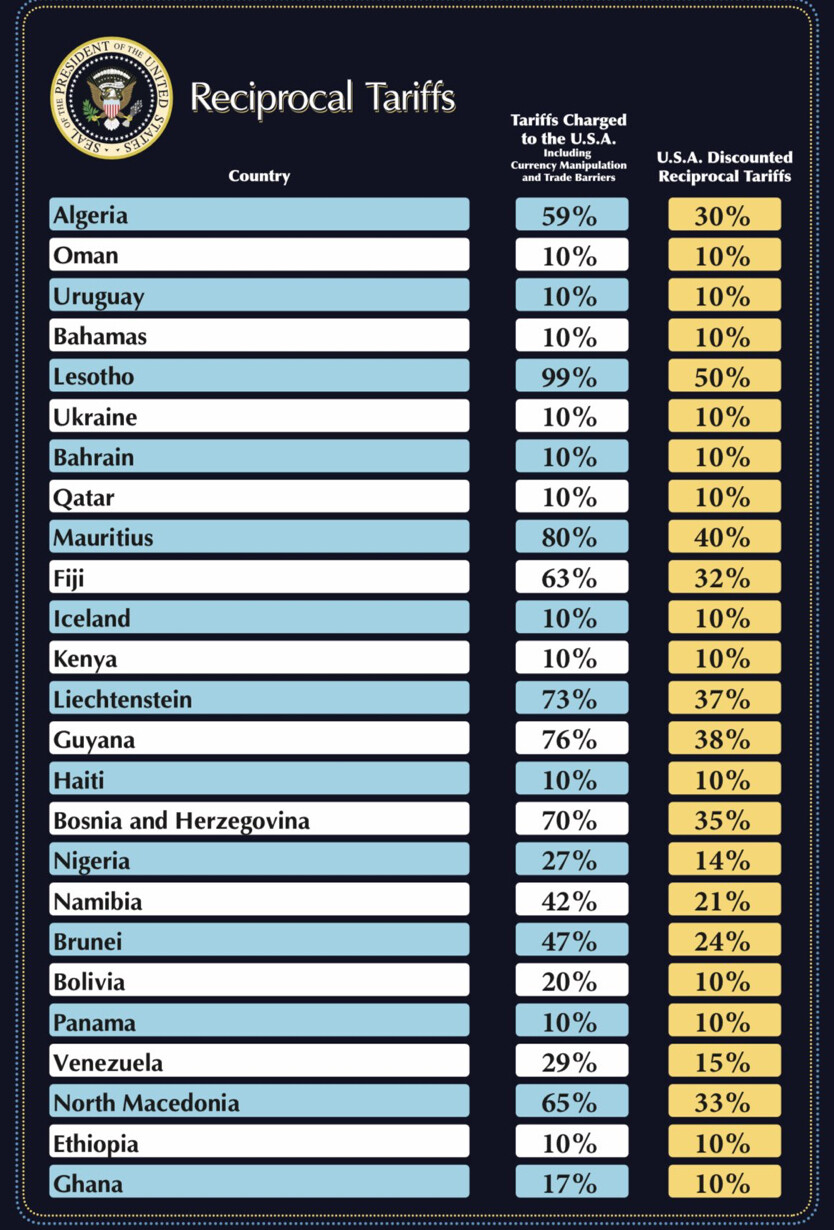 SEAL OF THE PRESIDENT OF THE UNITED STATES
Reciprocal Tariffs
Country
Tariffs Charged
to the U.S.A.
Including
Currency Manipulation
and Trade Barriers
U.S.A. Discounted
Reciprocal Tariffs
Algeria 59% 30%
Oman 10% 10%
Uruguay 10% 10%
Bahamas 10% 10%
Lesotho 99% 50%
Ukraine 10% 10%
Bahrain 10% 10%
Qatar 10% 10%
Mauritius 80% 40%
Fiji 63% 32%
Iceland 10% 10%
Kenya 10% 10%
Liechtenstein 73% 37%
Guyana 76% 38%
Haiti 10% 10%
Bosnia and Herzegovina 70% 35%
Nigeria 27% 14%
Namibia 42% 21%
Brunei 47% 24%
Bolivia 20% 10%
Panama 10% 10%
Venezuela 29% 15%
North Macedonia 65% 33%
Ethiopia 10% 10%
Ghana 17% 10%